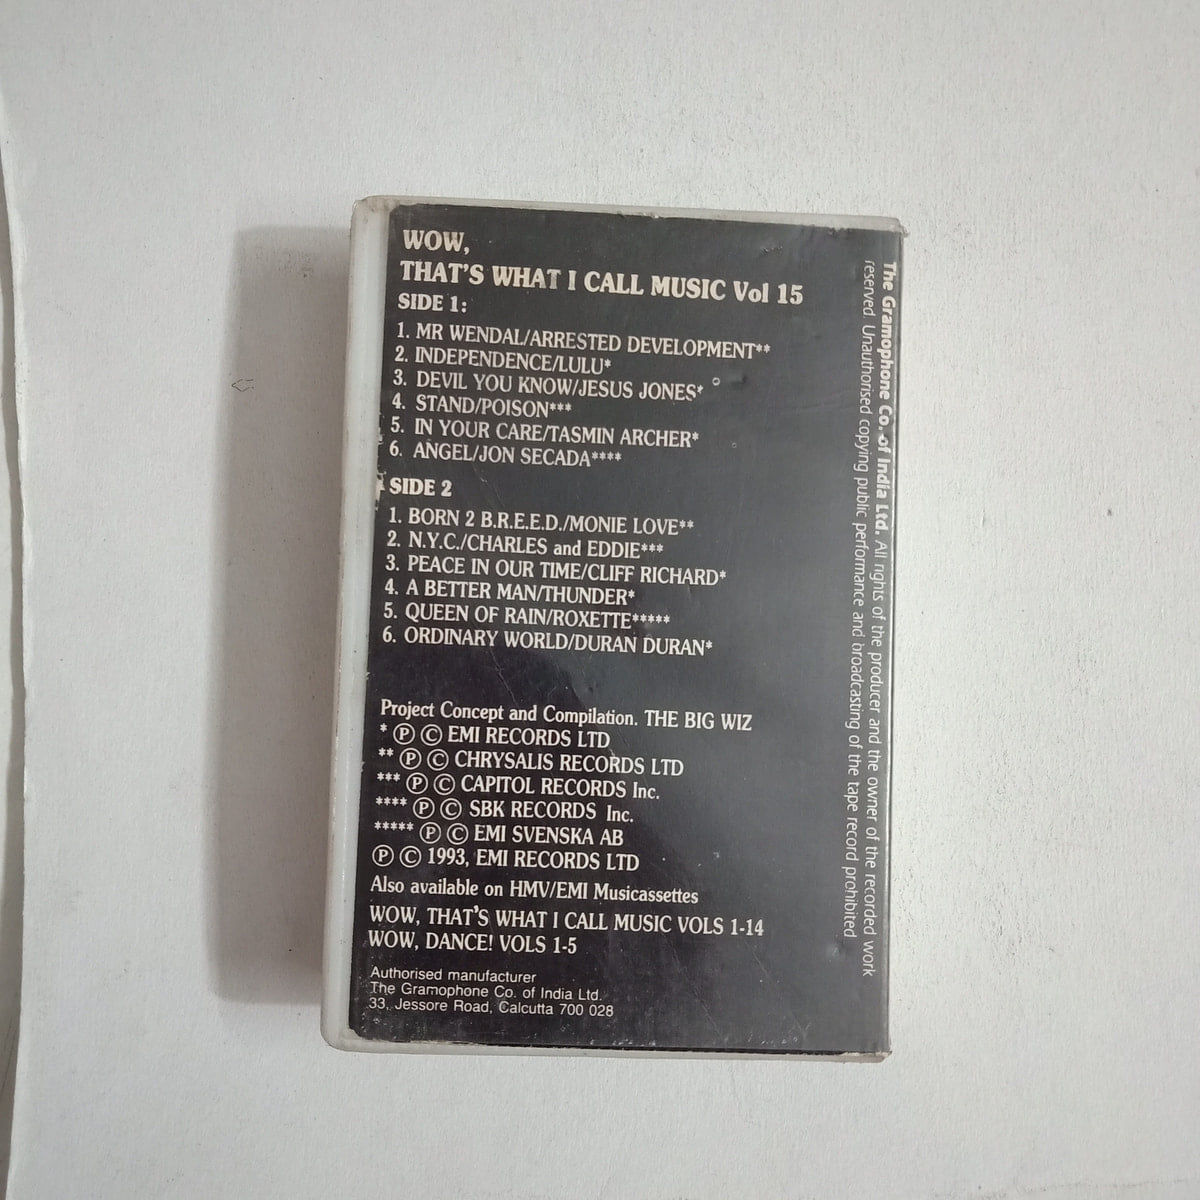 WOW,
THAT'S WHAT I CALL MUSIC Vol 15
SIDE 1:
1. MR WENDAL/ARRESTED DEVELOPMENT**
2. INDEPENDENCE/LULU*
3. DEVIL YOU KNOW/JESUS JONES*
4. STAND/POISON***
5. IN YOUR CARE/TASMIN ARCHER*
6. ANGEL/JON SECADA****
SIDE 2
1. BORN 2 B.R.E.E.D./MONIE LOVE**
2. N.Y.C./CHARLES and EDDIE***
3. PEACE IN OUR TIME/CLIFF RICHARD*
4. A BETTER MAN/THUNDER*
5. QUEEN OF RAIN/ROXETTE*****
6. ORDINARY WORLD/DURAN DURAN*
Project Concept and Compilation. THE BIG WIZ
* Ⓟ © EMI RECORDS LTD
** Ⓟ © CHRYSALIS RECORDS LTD
*** Ⓟ © CAPITOL RECORDS Inc.
**** Ⓟ © SBK RECORDS Inc.
***** Ⓟ © EMI SVENSKA AB
Ⓟ © 1993, EMI RECORDS LTD
Also available on HMV/EMI Musicassettes
WOW, THAT'S WHAT I CALL MUSIC VOLS 1-14
WOW, DANCE! VOLS 1-5
Authorised manufacturer
The Gramophone Co. of India Ltd.
33, Jessore Road, Calcutta 700 028
The Gramophone Co. of India Ltd. All rights of the producer and the owner of the recorded work
reserved. Unauthorised copying public performance and broadcasting of the tape record prohibited